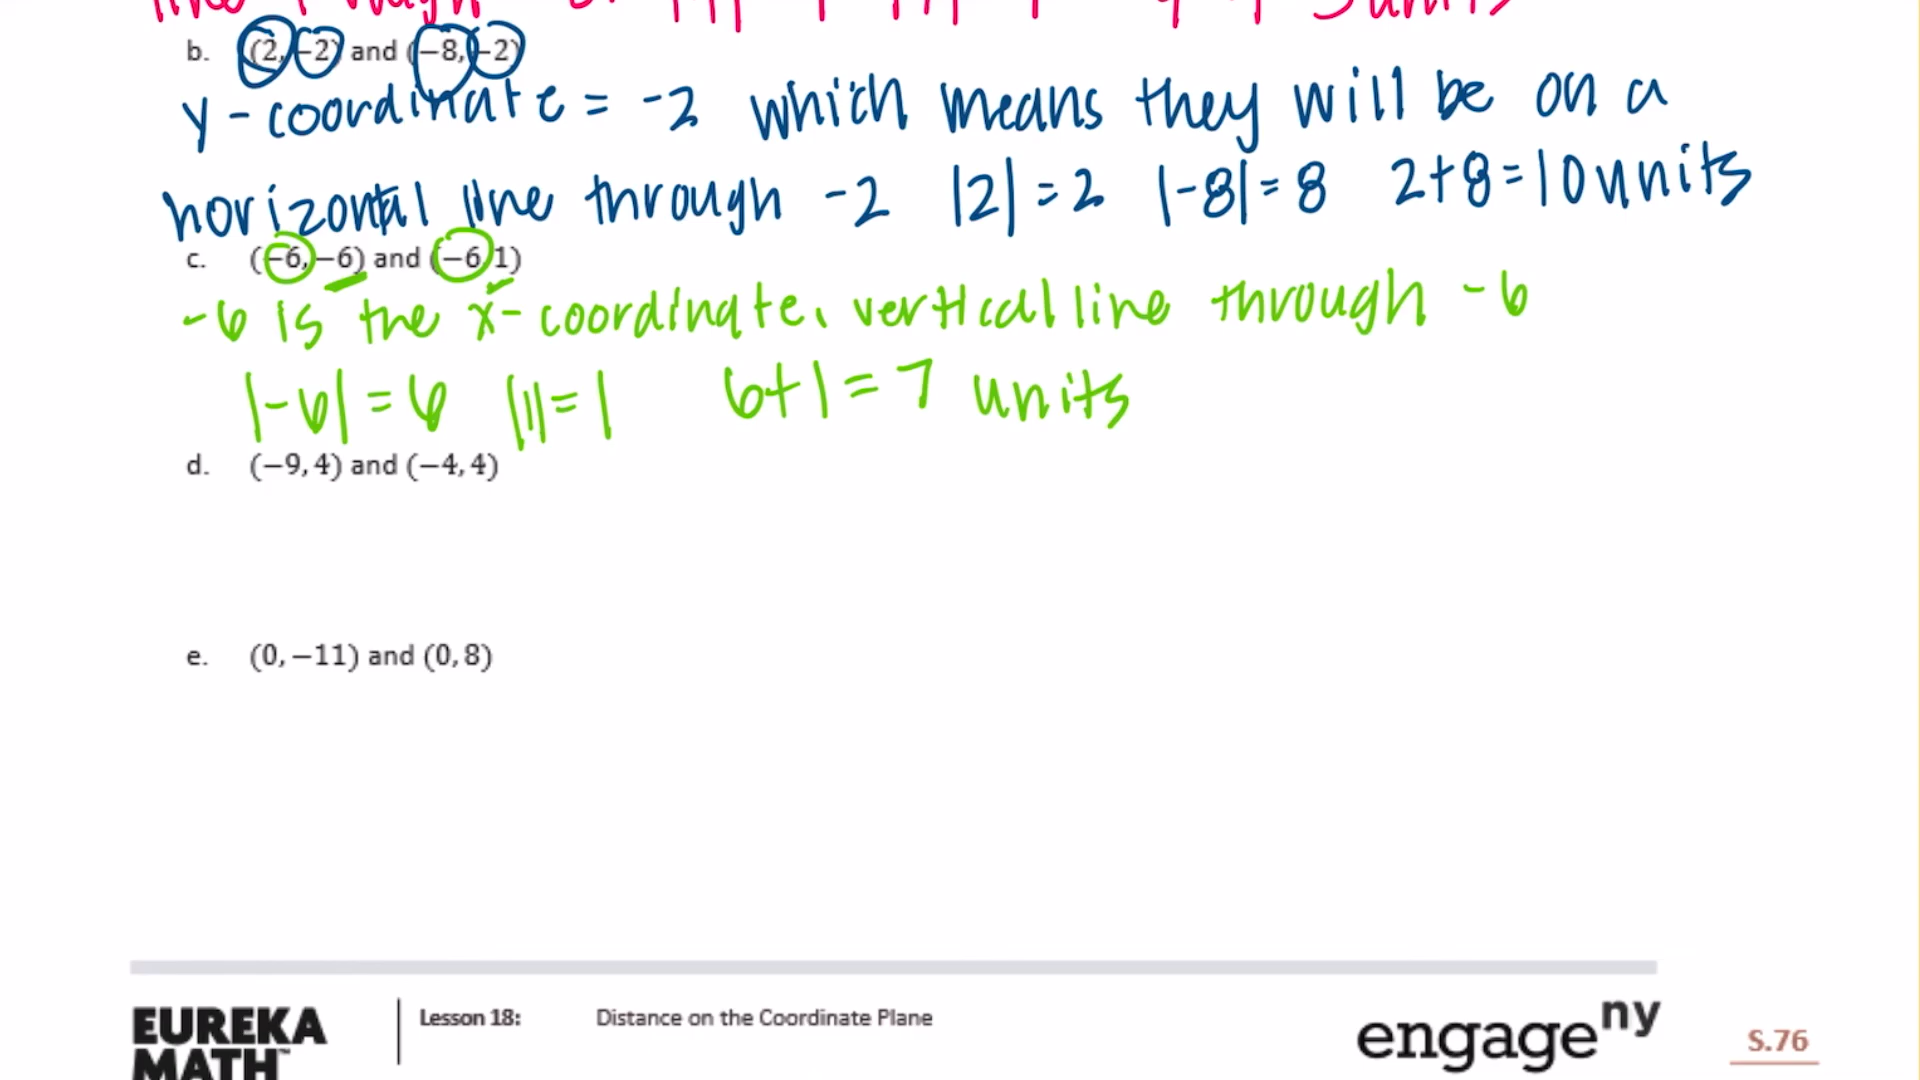 units
b. (2, −2) and (−8, −2)
y-coordinate = -2 which means they will be on a
horizontal line through -2 |2| = 2 |-8| = 8 2+8=10 units
c. (−6, −6) and (−6, 1)
-6 is the x-coordinate, vertical line through -6
|-6| = 6 |1| = 1 6+1 = 7 units
d. (−9, 4) and (−4, 4)
e. (0, −11) and (0, 8)
EUREKA
MATH™
Lesson 18: Distance on the Coordinate Plane
engage ny
S.76